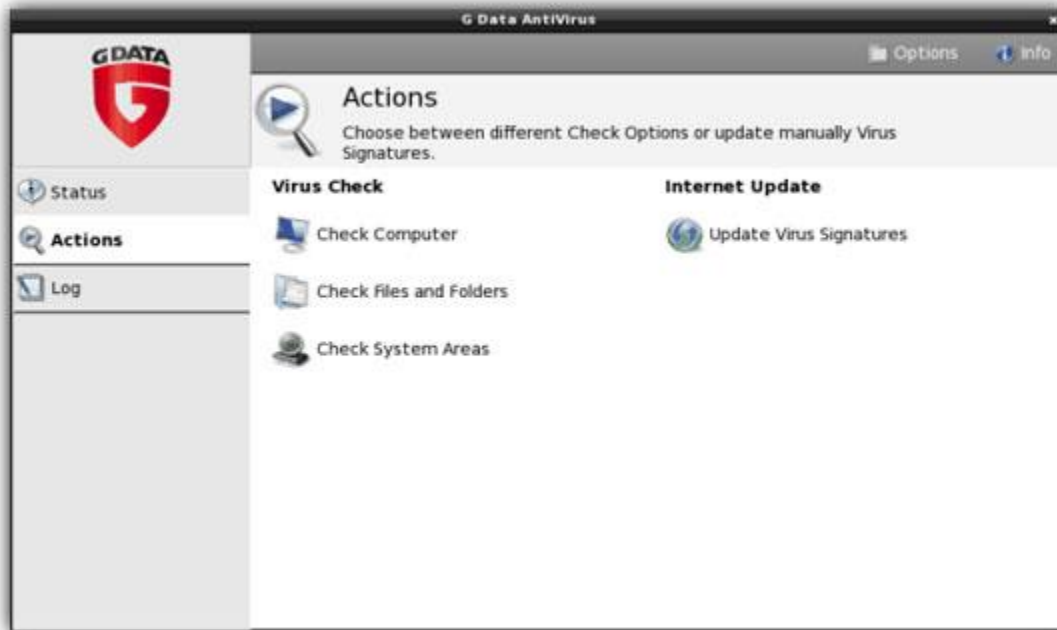 G Data AntiVirus
GDATA
Options
Info
Actions
Choose between different Check Options or update manually Virus
Signatures.
Status
Actions
Log
Virus Check
Check Computer
Check Files and Folders
Check System Areas
Internet Update
Update Virus Signatures